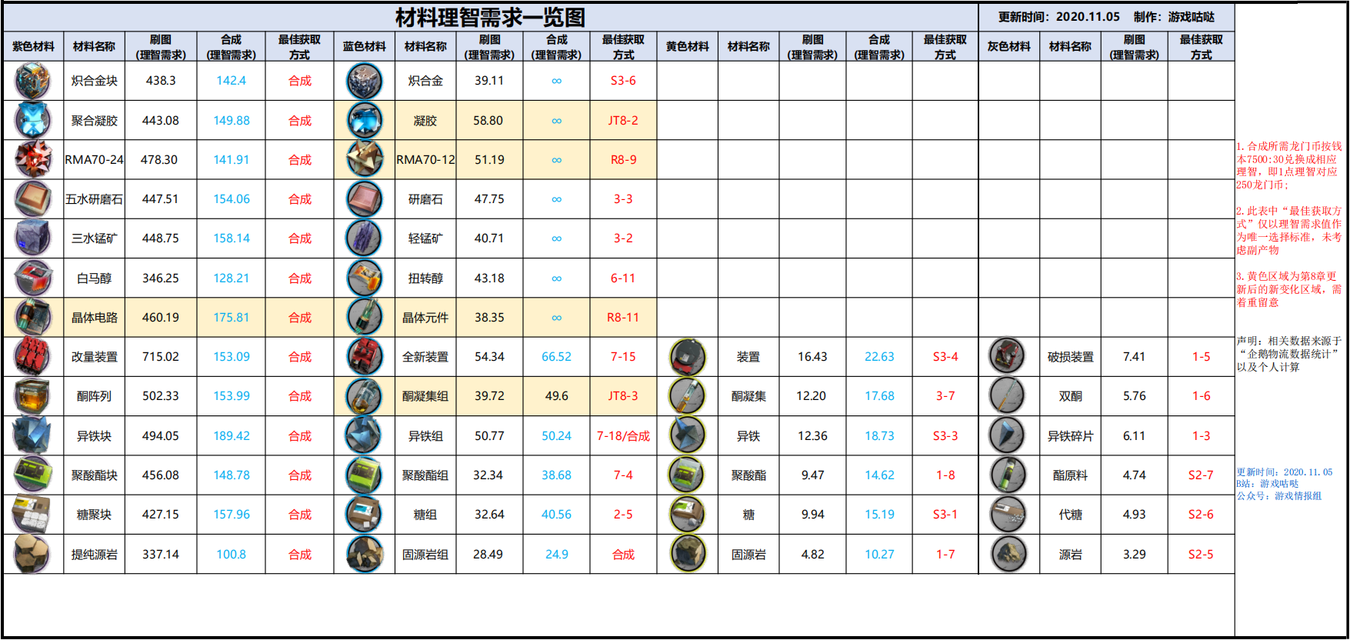 材料理智需求一览图
更新时间：2020.11.05 制作：游戏咕哒
紫色材料 材料名称 刷图 (理智需求) 合成 (理智需求) 最佳获取 方式 蓝色材料 材料名称 刷图 (理智需求) 合成 (理智需求) 最佳获取 方式 黄色材料 材料名称 刷图 (理智需求) 合成 (理智需求) 最佳获取 方式 灰色材料 材料名称 刷图 (理智需求) 最佳获取 方式
炽合金块 438.3 142.4 合成 炽合金 39.11 ∞ S3-6
聚合凝胶 443.08 149.88 合成 凝胶 58.80 ∞ JT8-2
RMA70-24 478.30 141.91 合成 RMA70-12 51.19 ∞ R8-9
五水研磨石 447.51 154.06 合成 研磨石 47.75 ∞ 3-3
三水锰矿 448.75 158.14 合成 轻锰矿 40.71 ∞ 3-2
白马醇 346.25 128.21 合成 扭转醇 43.18 ∞ 6-11
晶体电路 460.19 175.81 合成 晶体元件 38.35 ∞ R8-11
改量装置 715.02 153.09 合成 全新装置 54.34 66.52 7-15 装置 16.43 22.63 S3-4 破损装置 7.41 1-5
酮阵列 502.33 153.99 合成 酮凝集组 39.72 49.6 JT8-3 酮凝集 12.20 17.68 3-7 双酮 5.76 1-6
异铁块 494.05 189.42 合成 异铁组 50.77 50.24 7-18/合成 异铁 12.36 18.73 S3-3 异铁碎片 6.11 1-3
聚酸酯块 456.08 148.78 合成 聚酸酯组 32.34 38.68 7-4 聚酸酯 9.47 14.62 1-8 酯原料 4.74 S2-7
糖聚块 427.15 157.96 合成 糖组 32.64 40.56 2-5 糖 9.94 15.19 S3-1 代糖 4.93 S2-6
提纯源岩 337.14 100.8 合成 固源岩组 28.49 24.9 合成 固源岩 4.82 10.27 1-7 源岩 3.29 S2-5
1.合成所需龙门币按钱
本7500:30兑换成相应
理智，即1点理智对应
250龙门币;
2.此表中“最佳获取方
式”仅以理智需求值作
为唯一选择标准，未考
虑副产物
3.黄色区域为第8章更
新后的新变化区域，需
着重留意
声明：相关数据来源于
“企鹅物流数据统计”
以及个人计算
更新时间：2020.11.05
B站：游戏咕哒
公众号：游戏情报组